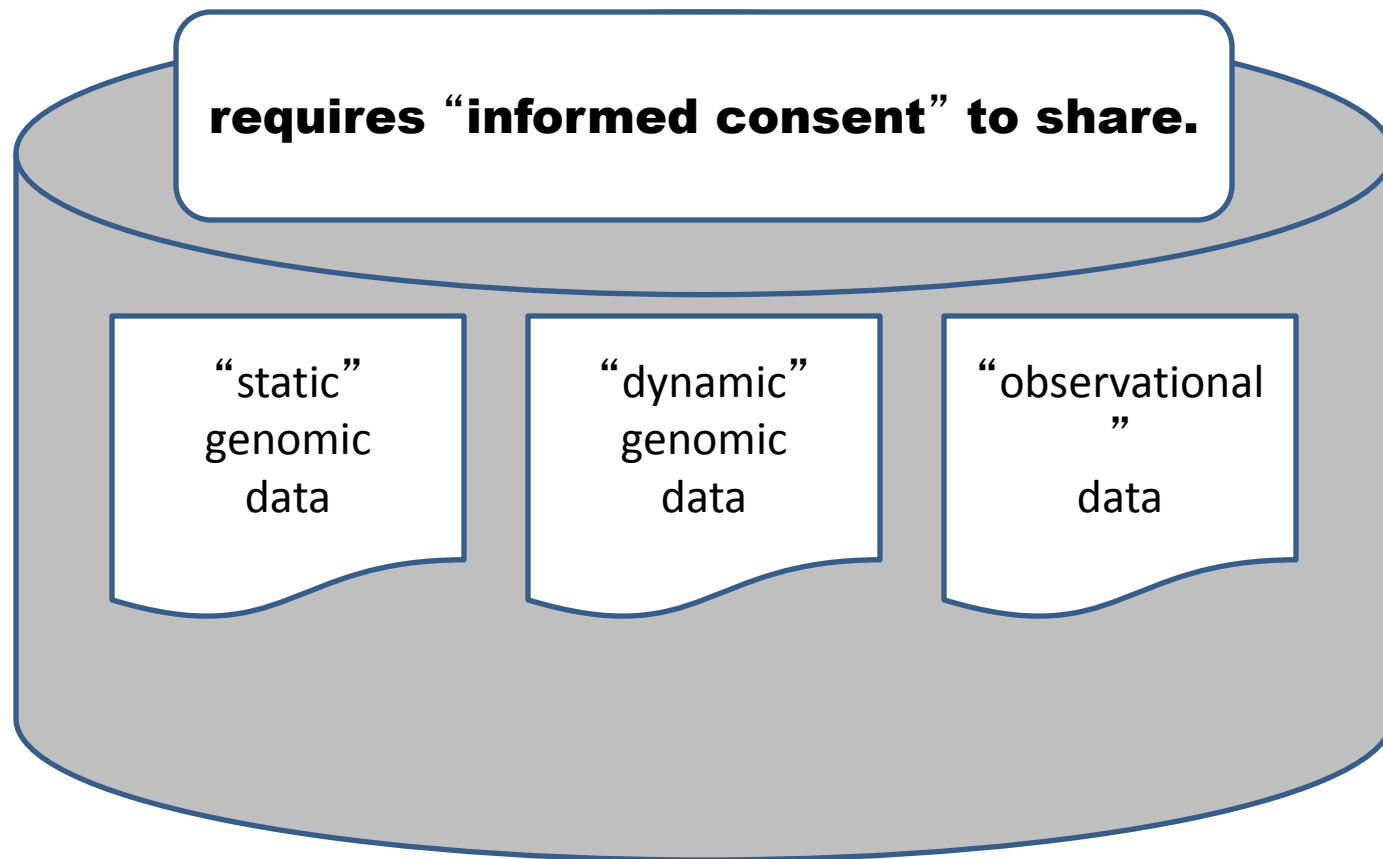 requires “informed consent” to share.
“static”
genomic
data
“dynamic”
genomic
data
“observational
”
data